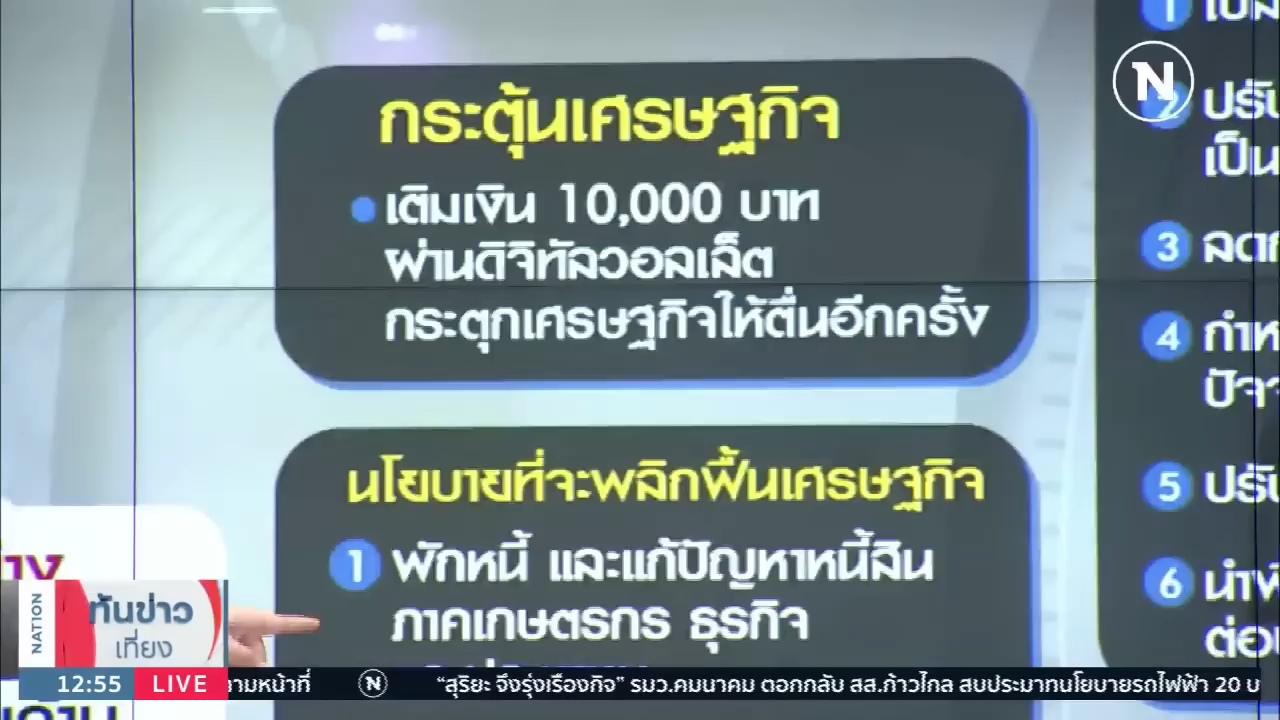 กระตุ้นเศรษฐกิจ
เติมเงิน 10,000 บาท
ผ่านดิจิทัลวอลเล็ต
กระตุกเศรษฐกิจให้ตื่นอีกครั้ง
นโยบายที่จะพลิกฟื้นเศรษฐกิจ
1 พักหนี้ และแก้ปัญหาหนี้สิน
ภาคเกษตรกร ธุรกิจ
1
N
2 ปรับ
เป็น
3
4
5 ปรับ
6
NATION
ทันข่าว
เที่ยง
12:55 LIVE ตามหน้าที่ N “สุริยะ จึงรุ่งเรืองกิจ” รมว.คมนาคม ตอกกลับ สส.ก้าวไกล สบประมาทนโยบายรถไฟฟ้า 20 บ